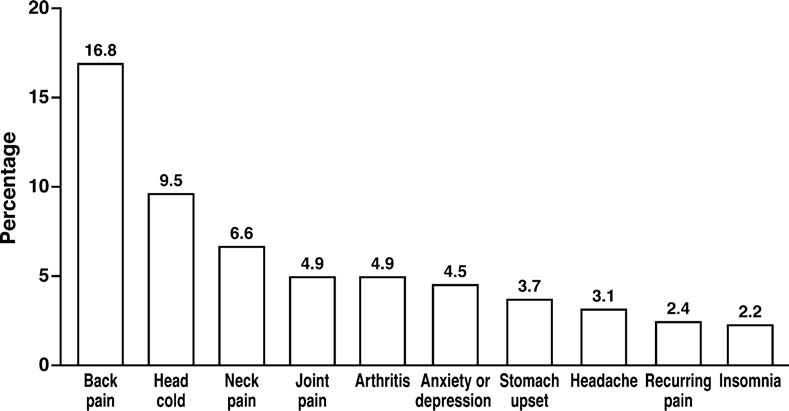 Percentage
20
15
10
5
0
16.8
9.5
6.6
4.9
4.9
4.5
3.7
3.1
2.4
2.2
Back
pain
Head
cold
Neck
pain
Joint
pain
Arthritis
Anxiety or
depression
Stomach
upset
Headache
Recurring
pain
Insomnia